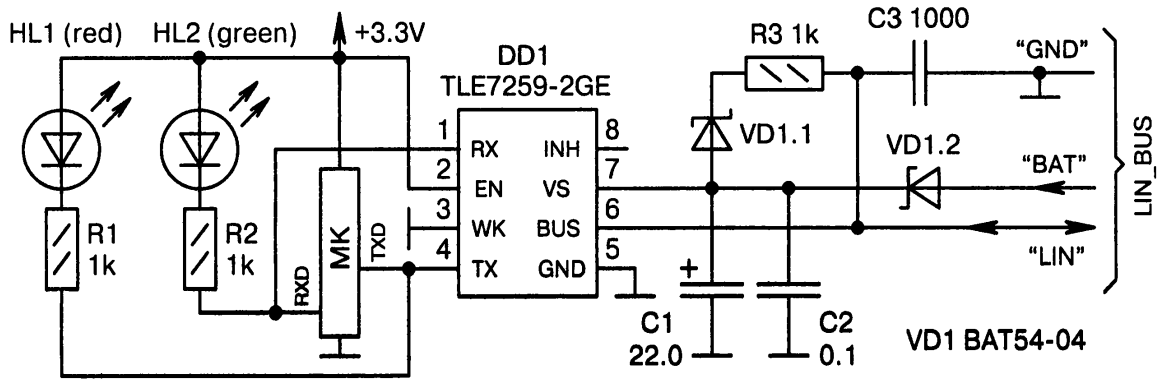 HL1 (red) HL2 (green) +3.3V
C3 1000
R3 1k
"GND"
DD1
TLE7259-2GE
1 RX INH 8
VD1.1
VD1.2
2 EN VS 7
"BAT"
3 WK BUS 6
"LIN"
4 TX GND 5
LIN_BUS
R1
1k
R2
1k
RXD
MK
TXD
+
C1
22.0
C2
0.1
VD1 BAT54-04